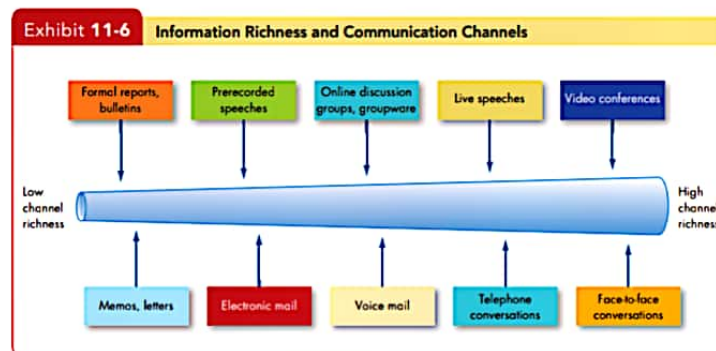 Exhibit 11-6 Information Richness and Communication Channels
Formal reports,
bulletins
Prerecorded
speeches
Online discussion
groups, groupware
Live speeches
Video conferences
Low
channel
richness
High
channel
richness
Memos, letters
Electronic mail
Voice mail
Telephone
conversations
Face-to-face
conversations